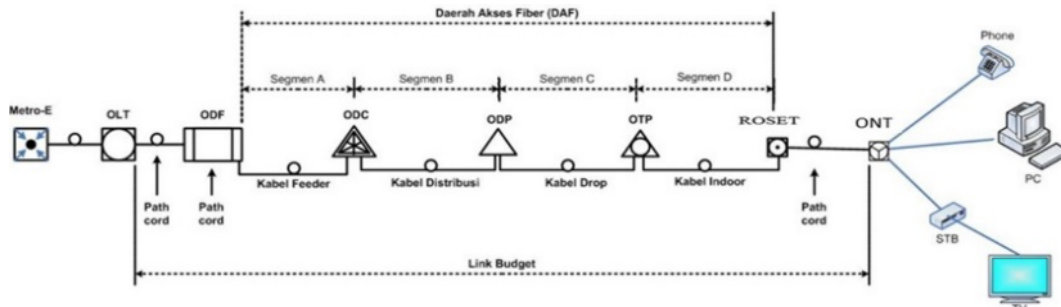 Daerah Akses Fiber (DAF)
Segmen A
Segmen B
Segmen C
Segmen D
Phone
Metro-E
OLT
ODF
ODC
ODP
OTP
ROSET
ONT
PC
Kabel Feeder
Kabel Distribusi
Kabel Drop
Kabel Indoor
Path
cord
Path
cord
Path
cord
STB
Link Budget